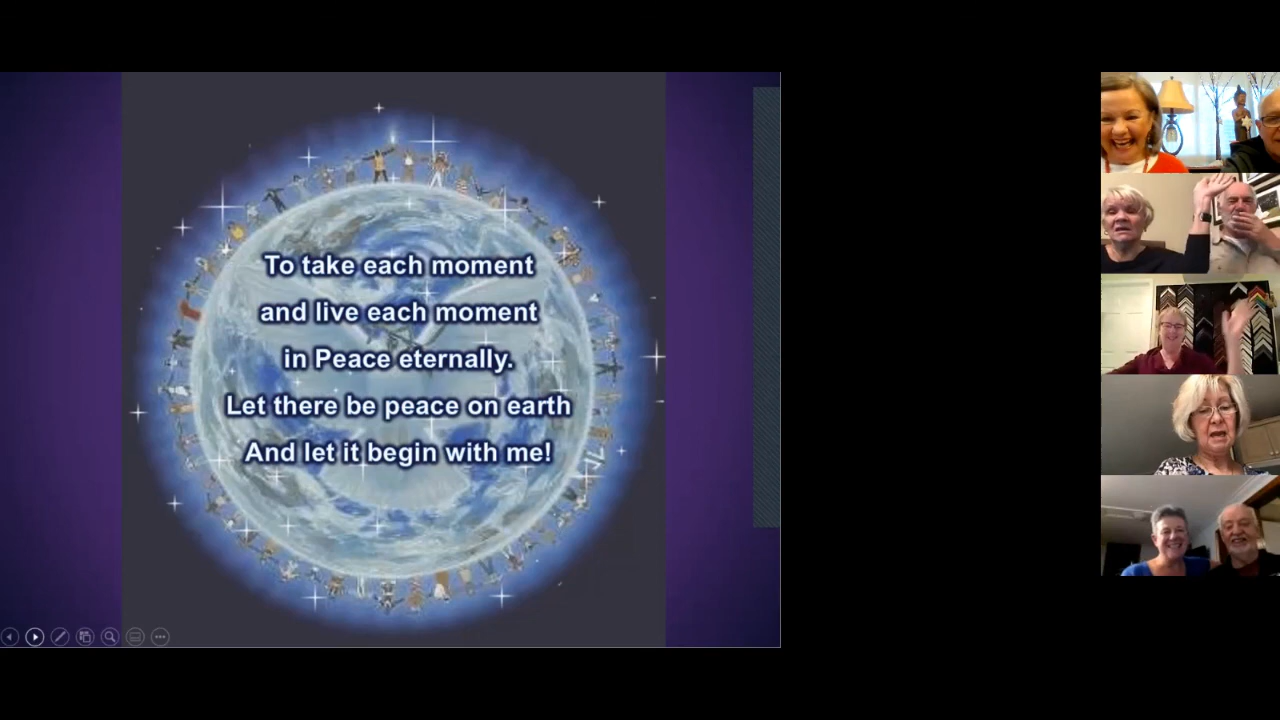 To take each moment
and live each moment
in Peace eternally.
Let there be peace on earth
And let it begin with me!